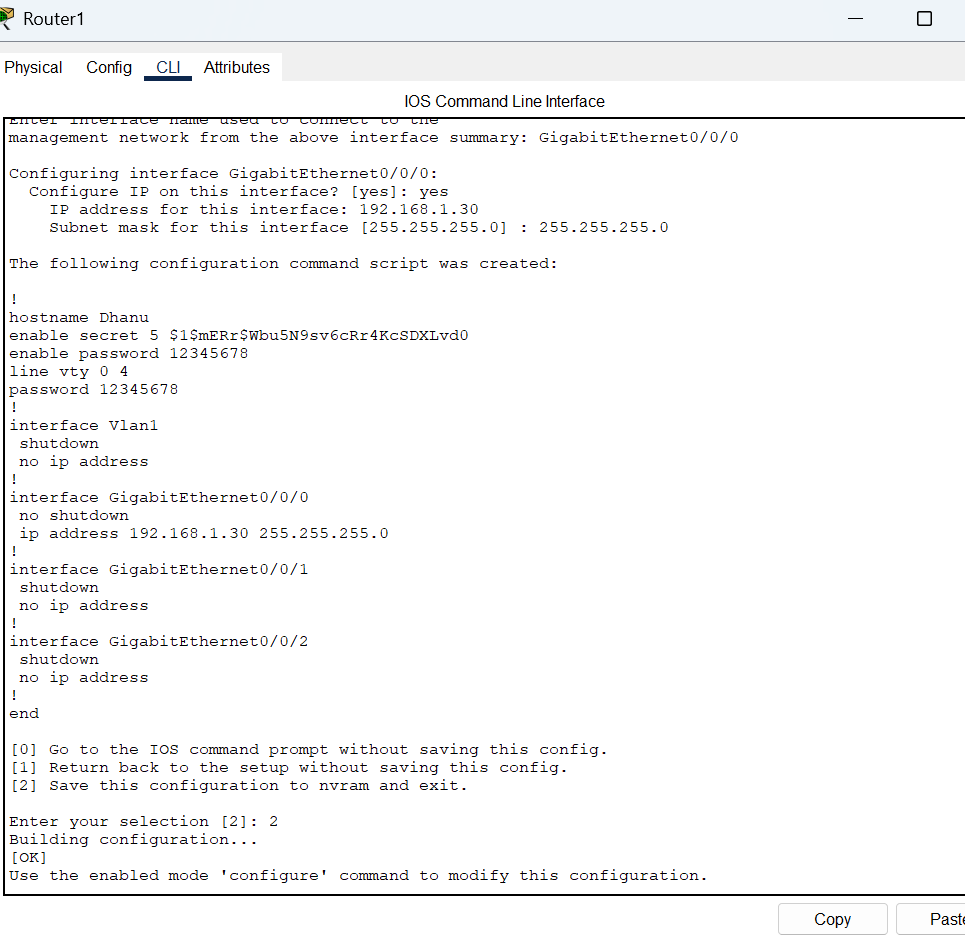 Router1
Physical Config CLI Attributes
IOS Command Line Interface
Enter interface name used to connect to the
management network from the above interface summary: GigabitEthernet0/0/0
Configuring interface GigabitEthernet0/0/0:
Configure IP on this interface? [yes]: yes
IP address for this interface: 192.168.1.30
Subnet mask for this interface [255.255.255.0] : 255.255.255.0
The following configuration command script was created:
!
hostname Dhanu
enable secret 5 $1$mERr$Wbu5N9sv6cRr4KcSDXLvd0
enable password 12345678
line vty 0 4
password 12345678
!
interface Vlan1
shutdown
no ip address
!
interface GigabitEthernet0/0/0
no shutdown
ip address 192.168.1.30 255.255.255.0
!
interface GigabitEthernet0/0/1
shutdown
no ip address
!
interface GigabitEthernet0/0/2
shutdown
no ip address
!
end
[0] Go to the IOS command prompt without saving this config.
[1] Return back to the setup without saving this config.
[2] Save this configuration to nvram and exit.
Enter your selection [2]: 2
Building configuration...
[OK]
Use the enabled mode 'configure' command to modify this configuration.
Copy Paste